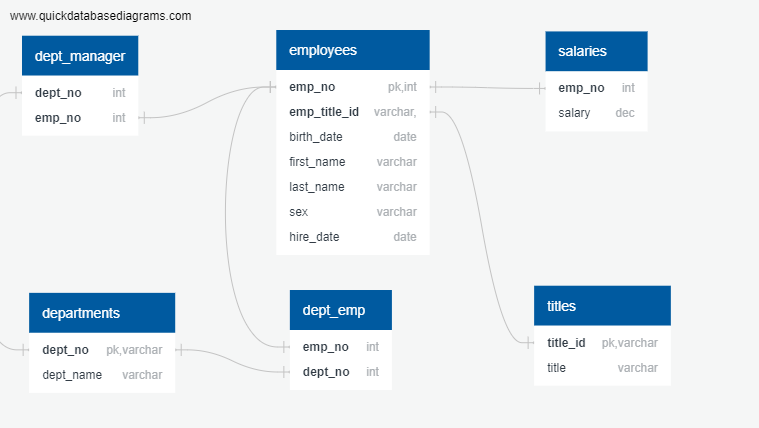 www.quickdatabasediagrams.com
dept_manager
dept_no int
emp_no int
employees
emp_no pk,int
emp_title_id varchar,
birth_date date
first_name varchar
last_name varchar
sex varchar
hire_date date
salaries
emp_no int
salary dec
departments
dept_no pk,varchar
dept_name varchar
dept_emp
emp_no int
dept_no int
titles
title_id pk,varchar
title varchar